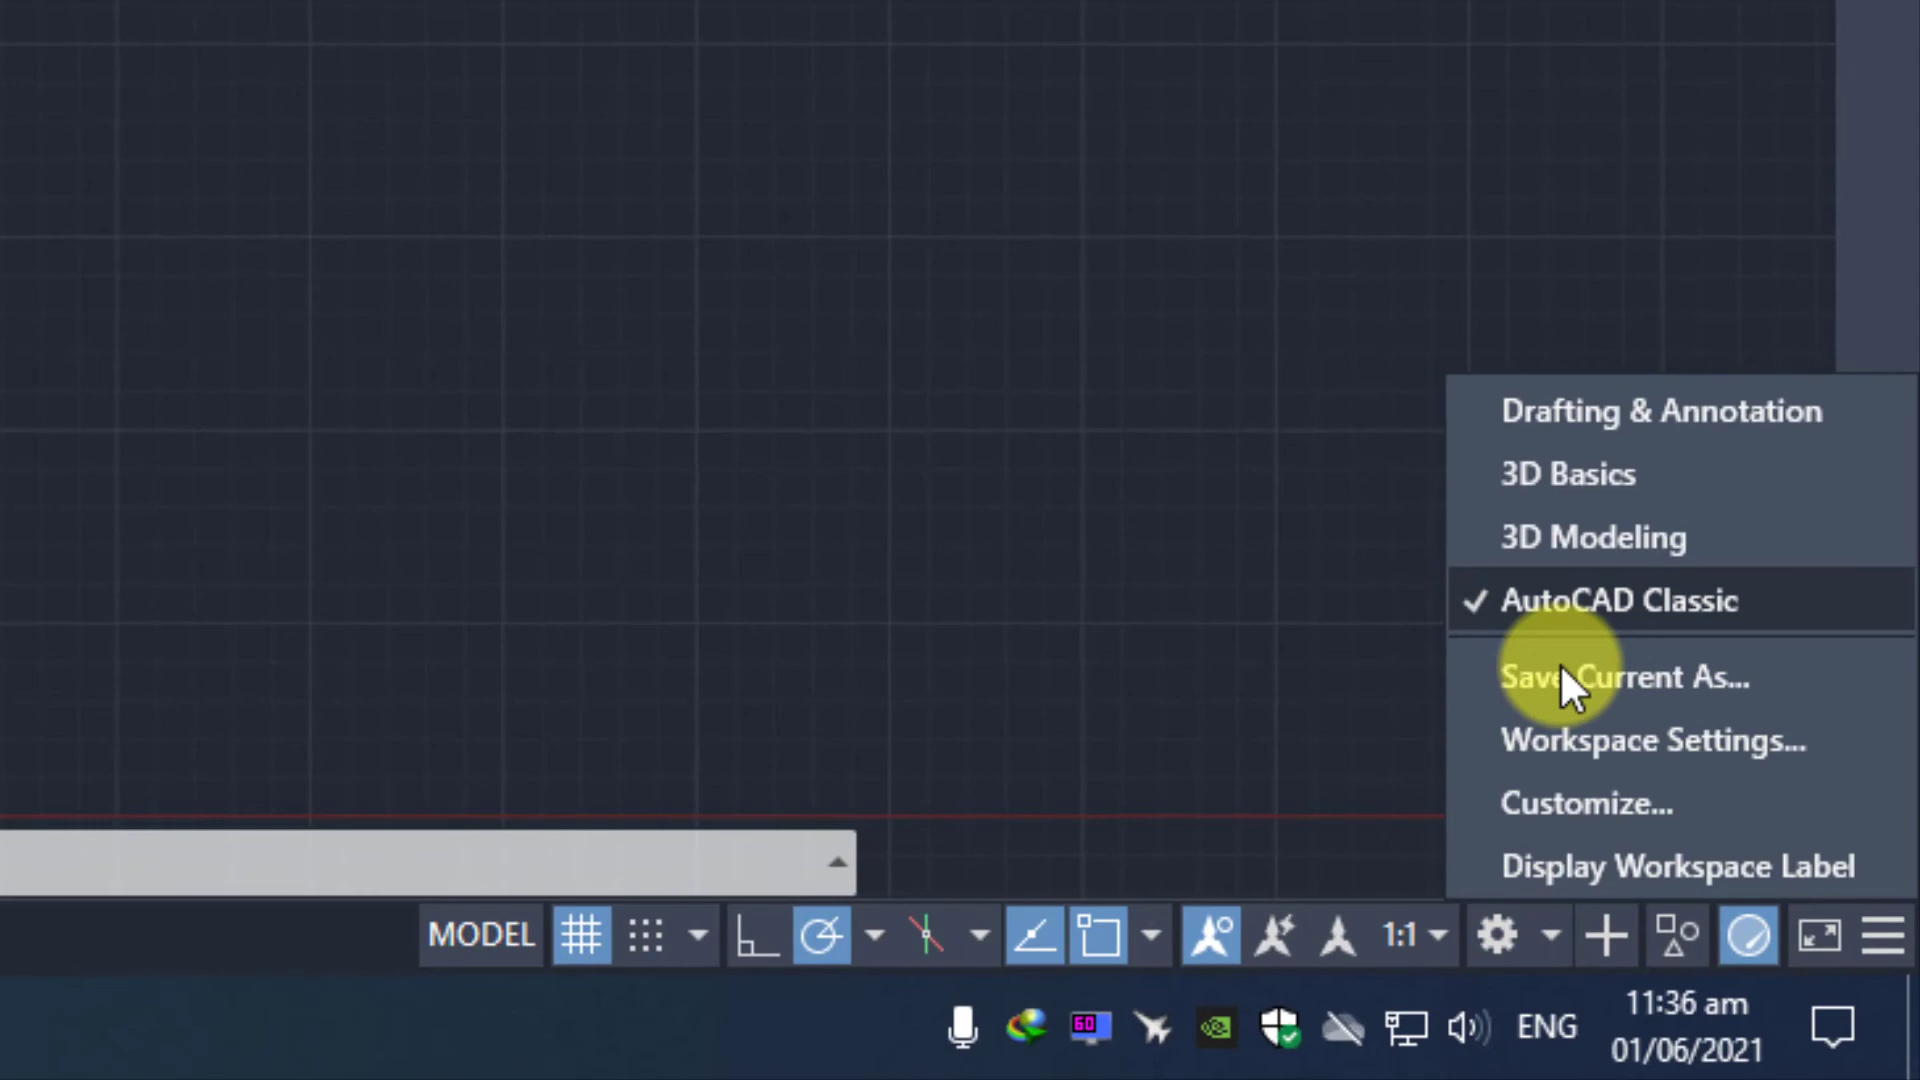 Drafting & Annotation
3D Basics
3D Modeling
AutoCAD Classic
Save Current As...
Workspace Settings...
Customize...
Display Workspace Label
MODEL
1:1
60
ENG
11:36 am
01/06/2021